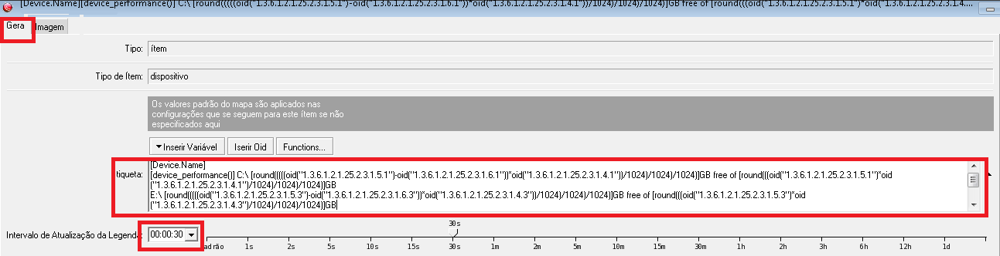 [Device.Name][device_performance()] C:\ [round(((((oid("1.3.6.1.2.1.25.2.3.1.5.1")-oid("1.3.6.1.2.1.25.2.3.1.6.1"))*oid("1.3.6.1.2.1.25.2.3.1.4.1"))/1024)/1024)/1024)]GB free of [round(((oid("1.3.6.1.2.1.25.2.3.1.5.1")*oid("1.3.6.1.2.1.25.2.3.1.4....
Gera
Imagem
Tipo: ítem
Tipo de Ítem: dispositivo
Os valores padrão do mapa são aplicados nas
configurações que se seguem para este ítem se não
especificados aqui
Inserir Variável
Iserir Oid
Functions...
tiqueta:
[Device.Name]
[device_performance()] C:\ [round(((((oid("1.3.6.1.2.1.25.2.3.1.5.1")-oid("1.3.6.1.2.1.25.2.3.1.6.1"))*oid("1.3.6.1.2.1.25.2.3.1.4.1"))/1024)/1024)/1024)]GB free of [round(((oid("1.3.6.1.2.1.25.2.3.1.5.1")*oid
("1.3.6.1.2.1.25.2.3.1.4.1")/1024)/1024)/1024)]GB
E:\ [round(((((oid("1.3.6.1.2.1.25.2.3.1.5.3")-oid("1.3.6.1.2.1.25.2.3.1.6.3"))*oid("1.3.6.1.2.1.25.2.3.1.4.3"))/1024)/1024)/1024)]GB free of [round(((oid("1.3.6.1.2.1.25.2.3.1.5.3")*oid
("1.3.6.1.2.1.25.2.3.1.4.3")/1024)/1024)/1024)]GB
30s
Intervalo de Atualização da Legenda: 00:00:30
adrão 1s 2s 5s 10s 15s 30s 1m 2m 5m 10m 15m 30m 1h 2h 3h 6h 12h 1d